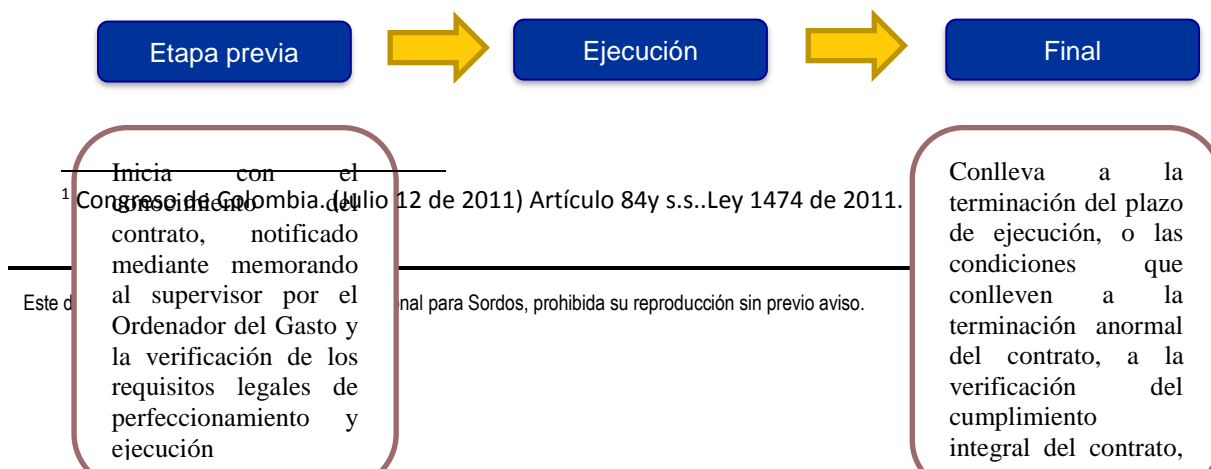 Etapa previa
Ejecución
Final
Inicia con el
conocimiento del
contrato, notificado
mediante memorando
al supervisor por el
Ordenador del Gasto y
la verificación de los
requisitos legales de
perfeccionamiento y
ejecución
Conlleva a la
terminación del plazo
de ejecución, o las
condiciones que
conlleven a la
terminación anormal
del contrato, a la
verificación del
cumplimiento
integral del contrato,
1 Congreso de Colombia. (Julio 12 de 2011) Artículo 84y s.s..Ley 1474 de 2011.
Este d
nal para Sordos, prohibida su reproducción sin previo aviso.